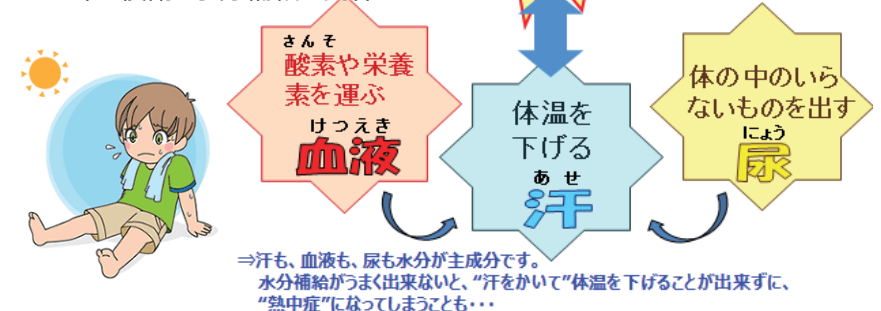 さんそ
酸素や栄養
素を運ぶ
けつえき
血液
体温を
下げる
あせ
汗
体の中のいら
ないものを出す
にょう
尿
⇒汗も、血液も、尿も水分が主成分です。
水分補給がうまく出来ないと、“汗をかいて”体温を下げることが出来ずに、
“熱中症”になってしまうことも・・・